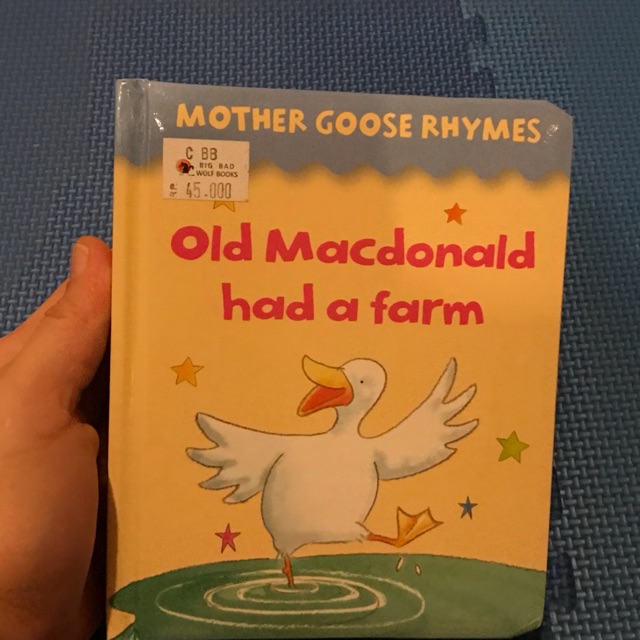 MOTHER GOOSE RHYMES
C BB
BIG BAD
WOLF BOOKS
45.000
Old Macdonald
had a farm